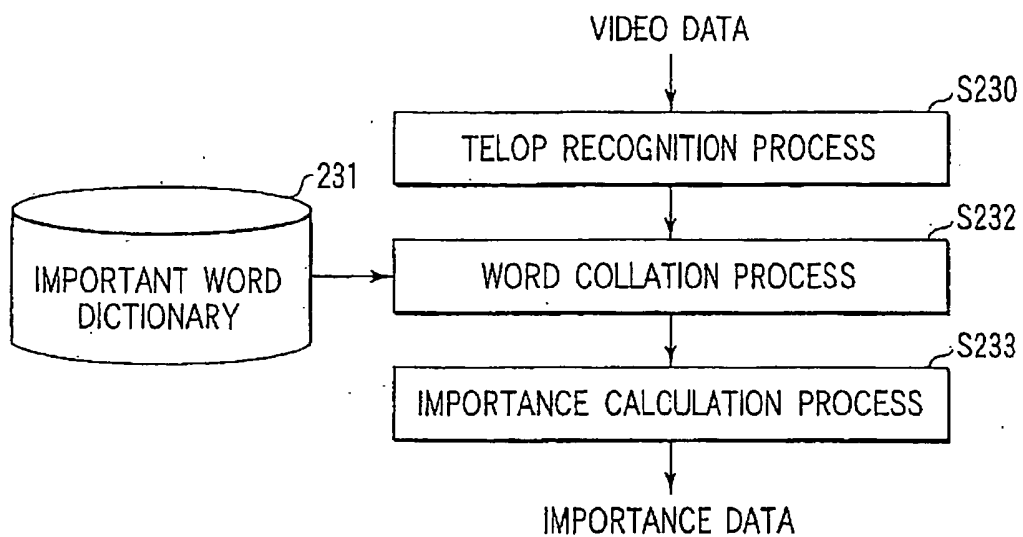 VIDEO DATA
S230
TELOP RECOGNITION PROCESS
231
S232
IMPORTANT WORD
DICTIONARY
WORD COLLATION PROCESS
S233
IMPORTANCE CALCULATION PROCESS
IMPORTANCE DATA